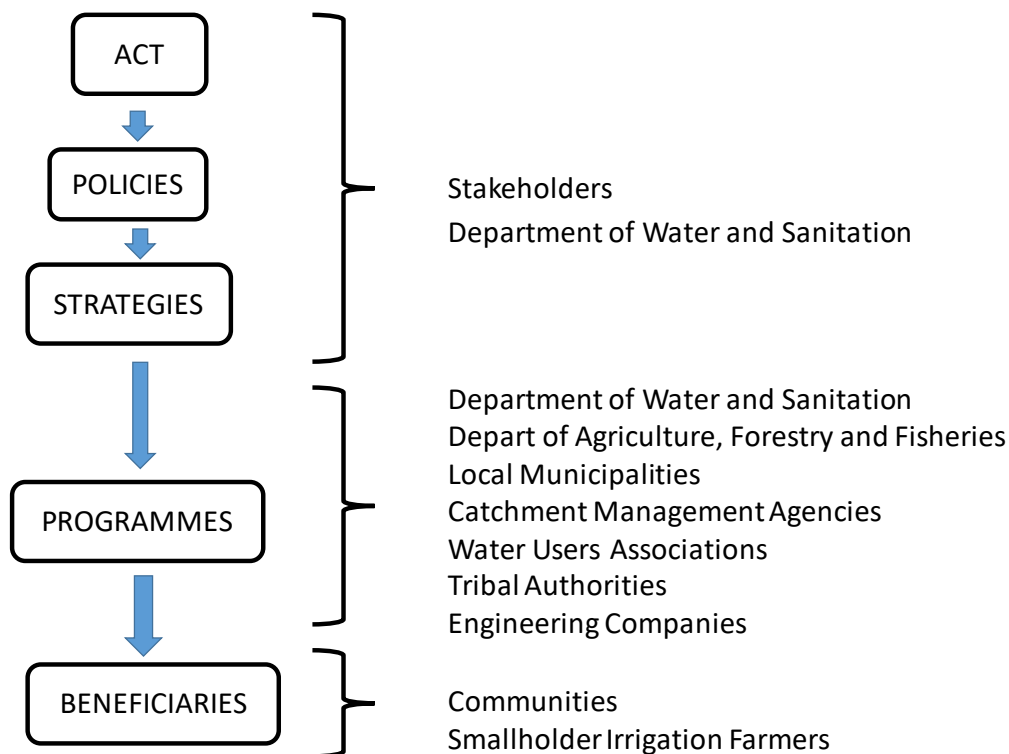 ACT
POLICIES
STRATEGIES
Stakeholders
Department of Water and Sanitation
PROGRAMMES
Department of Water and Sanitation
Depart of Agriculture, Forestry and Fisheries
Local Municipalities
Catchment Management Agencies
Water Users Associations
Tribal Authorities
Engineering Companies
BENEFICIARIES
Communities
Smallholder Irrigation Farmers